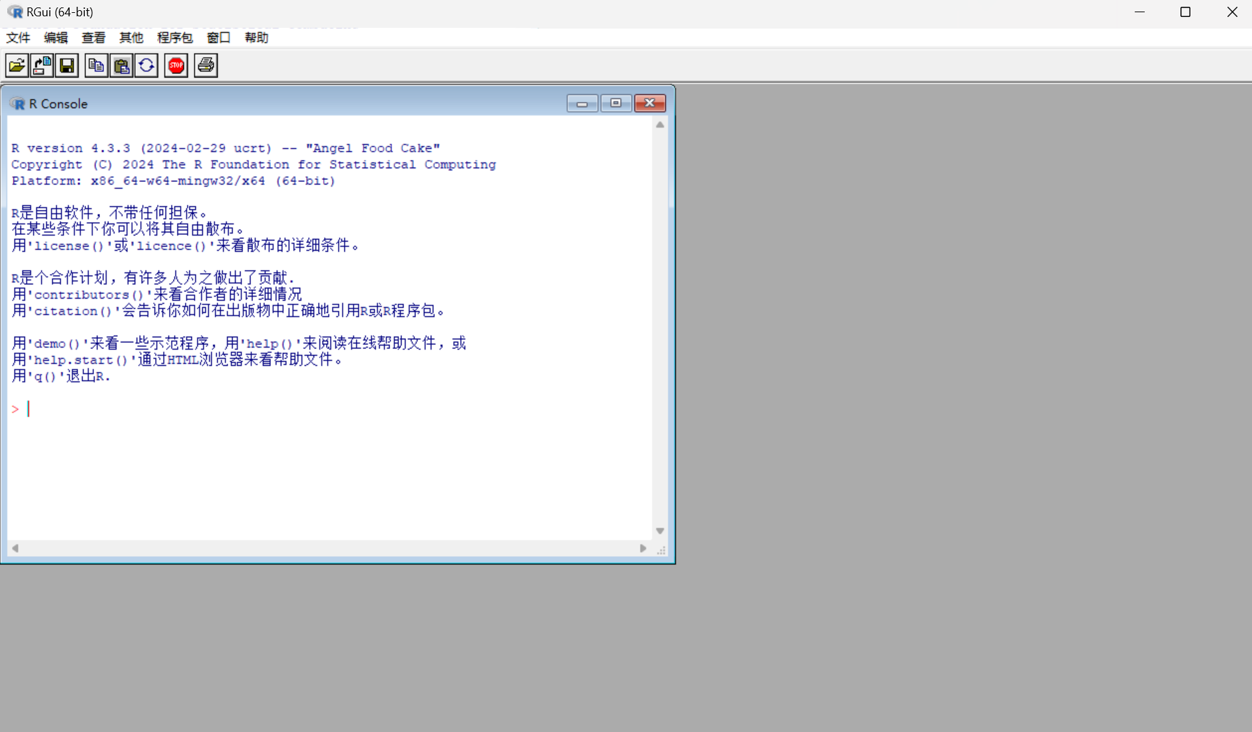 RGui (64-bit)
文件 编辑 查看 其他 程序包 窗口 帮助
STOP
R Console
R version 4.3.3 (2024-02-29 ucrt) -- "Angel Food Cake"
Copyright (C) 2024 The R Foundation for Statistical Computing
Platform: x86_64-w64-mingw32/x64 (64-bit)
R是自由软件，不带任何担保。
在某些条件下你可以将其自由散布。
用'license()'或'licence()'来看散布的详细条件。
R是个合作计划，有许多人为之做出了贡献.
用'contributors()'来看合作者的详细情况
用'citation()'会告诉你如何在出版物中正确地引用R或R程序包。
用'demo()'来看一些示范程序，用'help()'来阅读在线帮助文件，或
用'help.start()'通过HTML浏览器来看帮助文件。
用'q()'退出R.
>